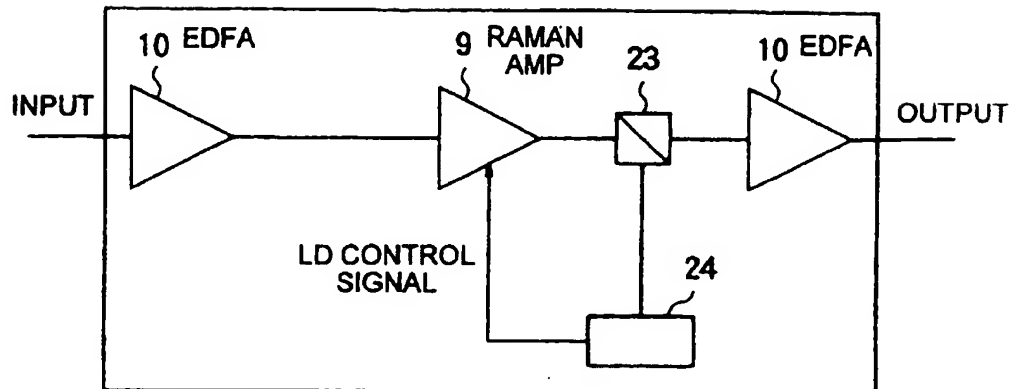 10 EDFA
9 RAMAN
AMP
23
10 EDFA
INPUT
OUTPUT
LD CONTROL
SIGNAL
24